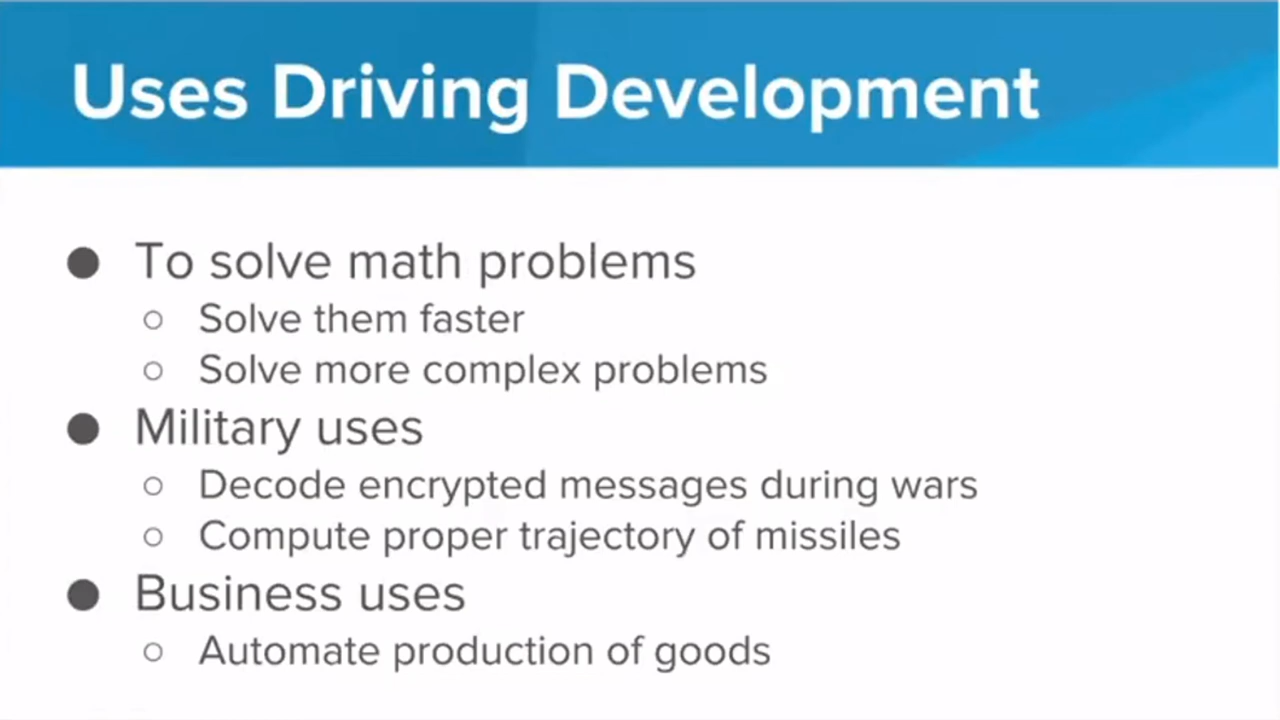 Uses Driving Development
● To solve math problems
○ Solve them faster
○ Solve more complex problems
● Military uses
○ Decode encrypted messages during wars
○ Compute proper trajectory of missiles
● Business uses
○ Automate production of goods